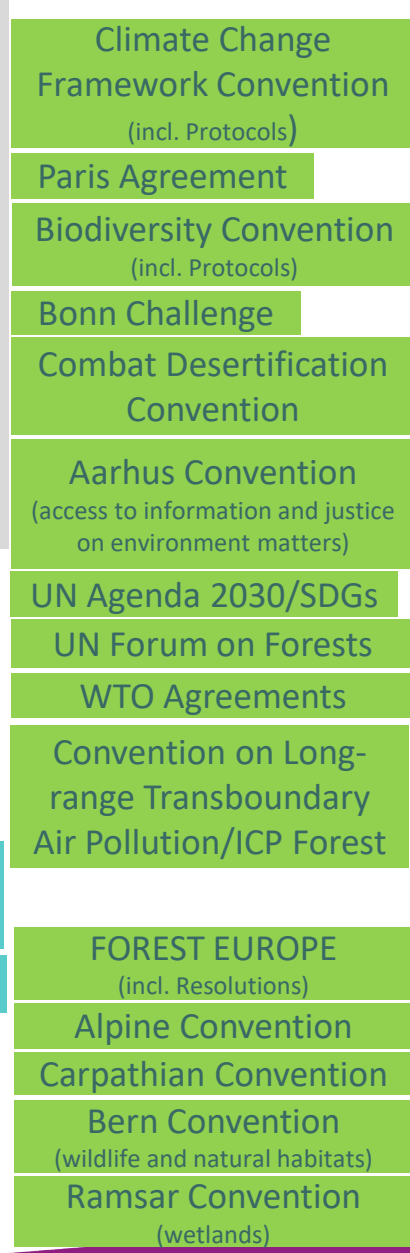 Climate Change
Framework Convention
(incl. Protocols)
Paris Agreement
Biodiversity Convention
(incl. Protocols)
Bonn Challenge
Combat Desertification
Convention
Aarhus Convention
(access to information and justice
on environment matters)
UN Agenda 2030/SDGs
UN Forum on Forests
WTO Agreements
Convention on Long-
range Transboundary
Air Pollution/ICP Forest
FOREST EUROPE
(incl. Resolutions)
Alpine Convention
Carpathian Convention
Bern Convention
(wildlife and natural habitats)
Ramsar Convention
(wetlands)